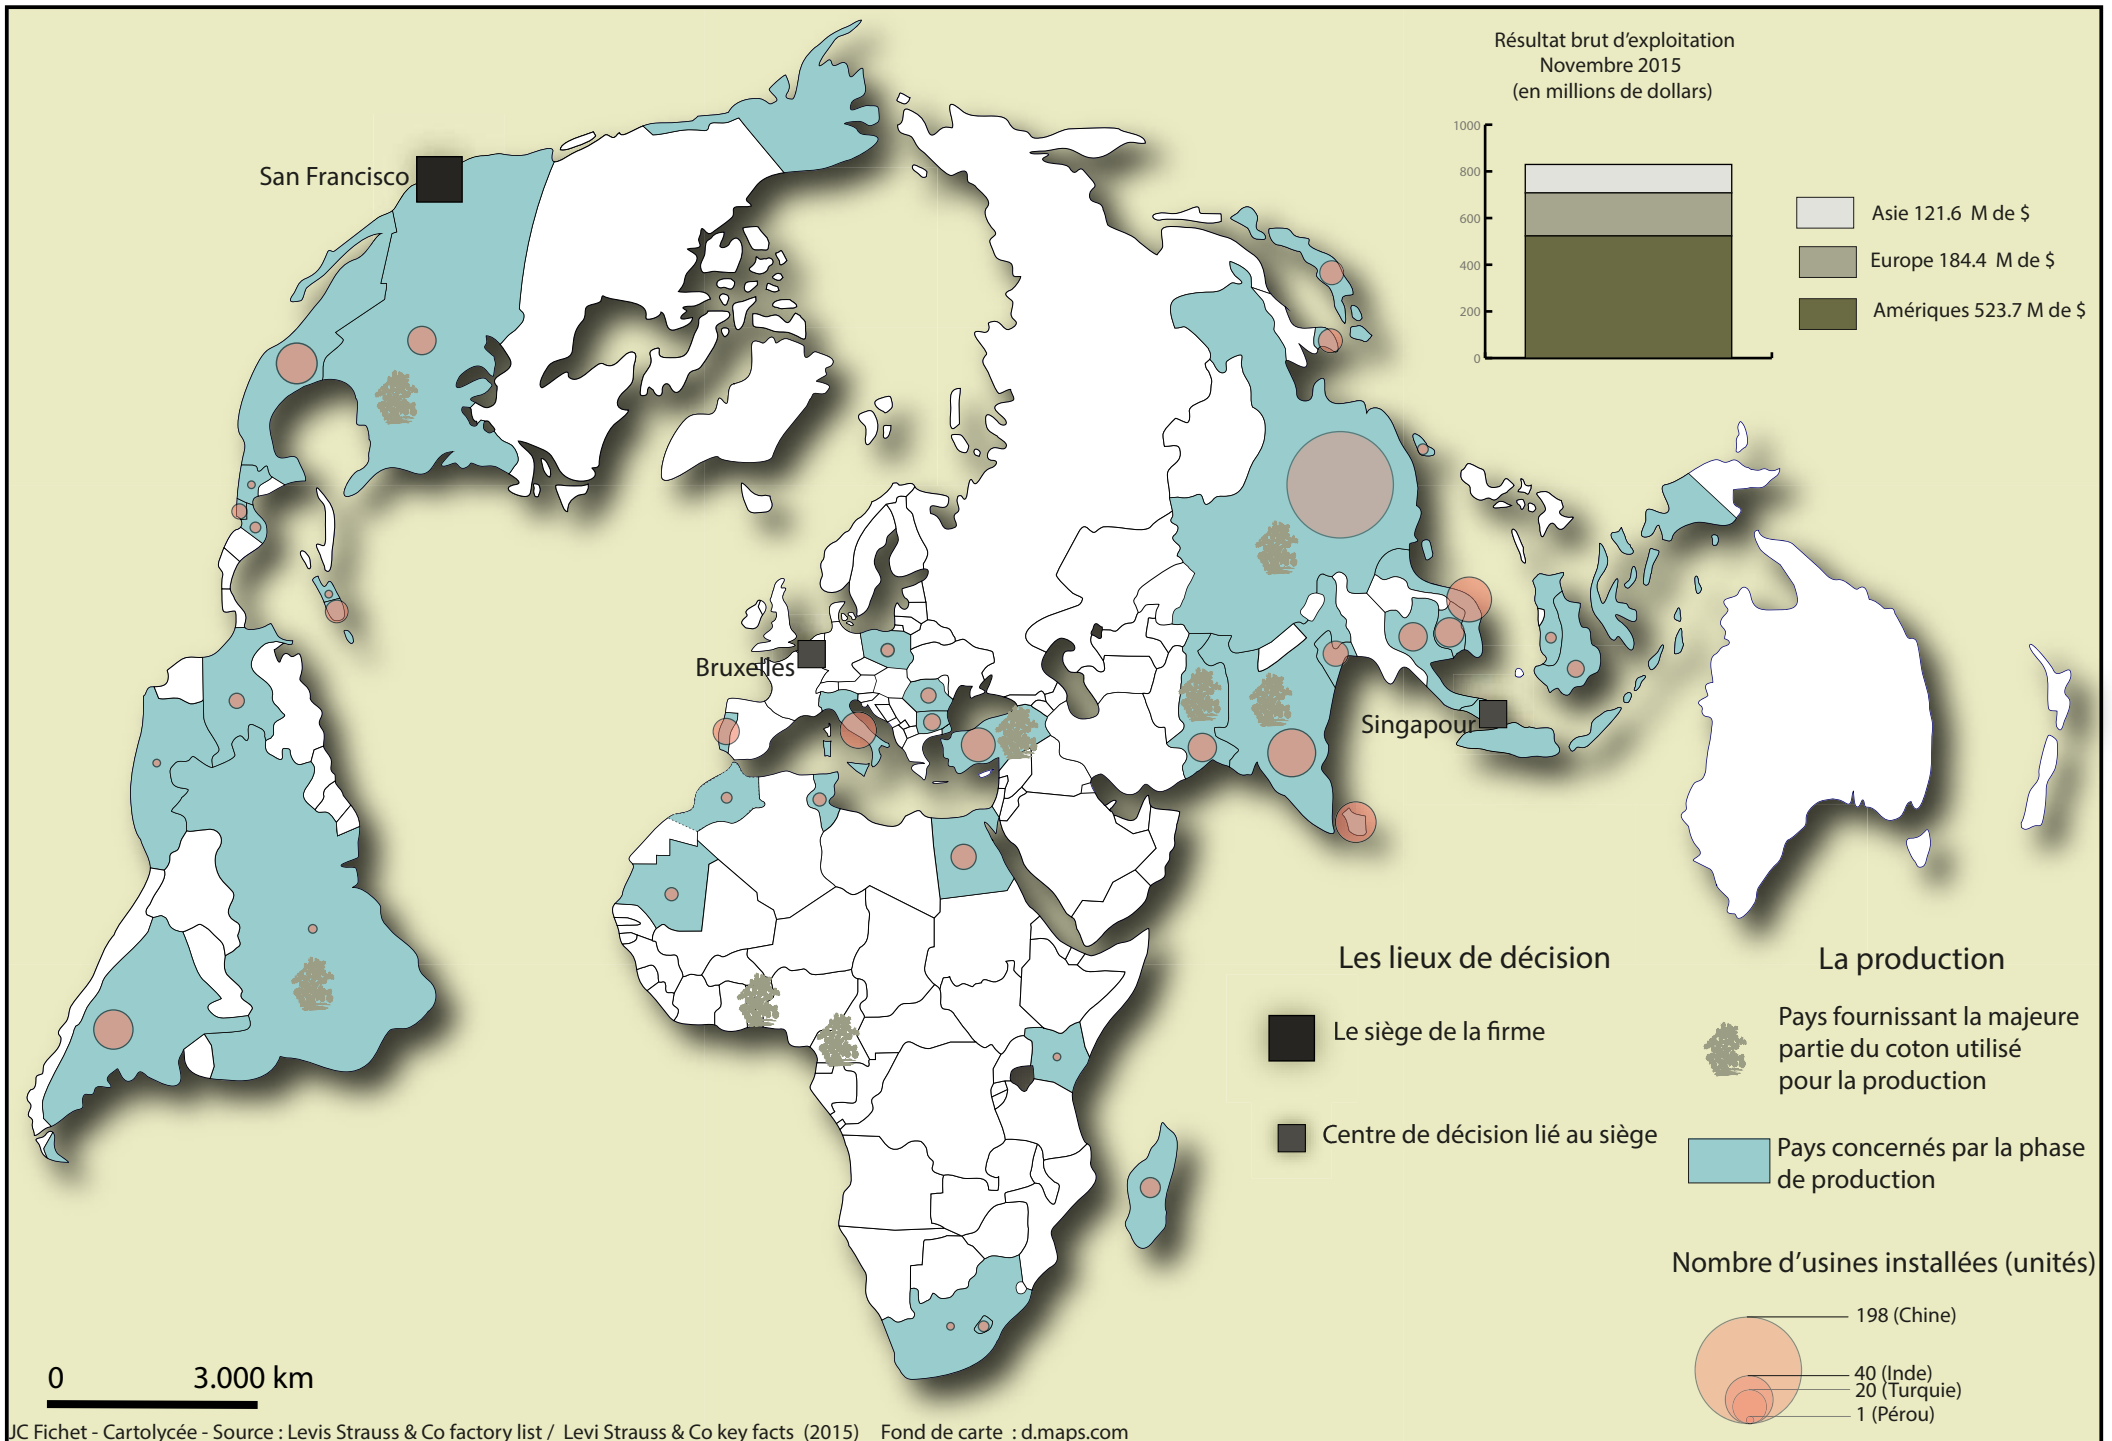 Résultat brut d'exploitation
Novembre 2015
(en millions de dollars)
1000
800
600
400
200
0
Asie 121.6 M de $
Europe 184.4 M de $
Amériques 523.7 M de $
San Francisco
Bruxelles
Singapour
Les lieux de décision
Le siège de la firme
Centre de décision lié au siège
La production
Pays fournissant la majeure
partie du coton utilisé
pour la production
Pays concernés par la phase
de production
Nombre d'usines installées (unités)
198 (Chine)
40 (Inde)
20 (Turquie)
1 (Pérou)
0 3.000 km
JC Fichet - Cartolycée - Source : Levis Strauss & Co factory list / Levi Strauss & Co key facts (2015) Fond de carte : d.maps.com